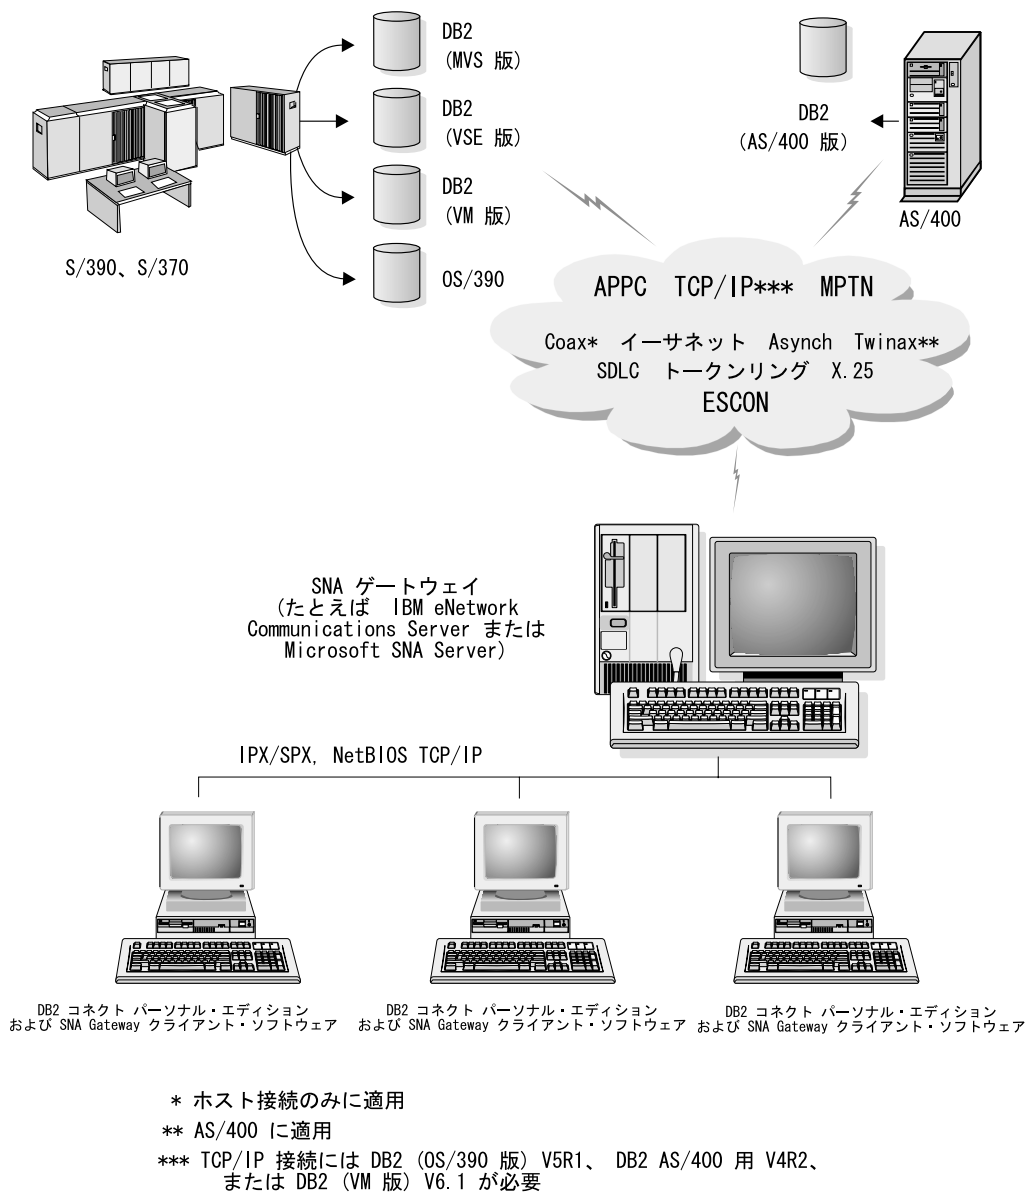 DB2
(MVS 版)
DB2
(VSE 版)
DB2
(VM 版)
OS/390
S/390、S/370
DB2
(AS/400 版)
AS/400
APPC TCP/IP*** MPTN
Coax* イーサネット Asynch Twinax**
SDLC トークンリング X.25
ESCON
SNA ゲートウェイ
(たとえば IBM eNetwork
Communications Server または
Microsoft SNA Server)
IPX/SPX, NetBIOS TCP/IP
DB2 コネクト パーソナル・エディション
および SNA Gateway クライアント・ソフトウェア
DB2 コネクト パーソナル・エディション
および SNA Gateway クライアント・ソフトウェア
DB2 コネクト パーソナル・エディション
および SNA Gateway クライアント・ソフトウェア
* ホスト接続のみに適用
** AS/400 に適用
*** TCP/IP 接続には DB2 (OS/390 版) V5R1、 DB2 AS/400 用 V4R2、
または DB2 (VM 版) V6.1 が必要